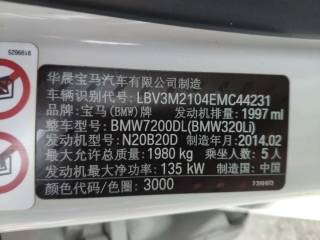 华晨宝马汽车有限公司制造
车辆识别代号: LBV3M2104EMC44231
品牌: 宝马(BMW)牌 发动机排量: 1997 ml
整车型号: BMW7200DL(BMW320Li)
发动机型号: N20B20D 制造年月: 2014.02
最大允许总质量: 1980 kg 乘坐人数: 5 人
发动机最大净功率: 135 kW 制造国: 中国
颜色代码/色圈: 3000